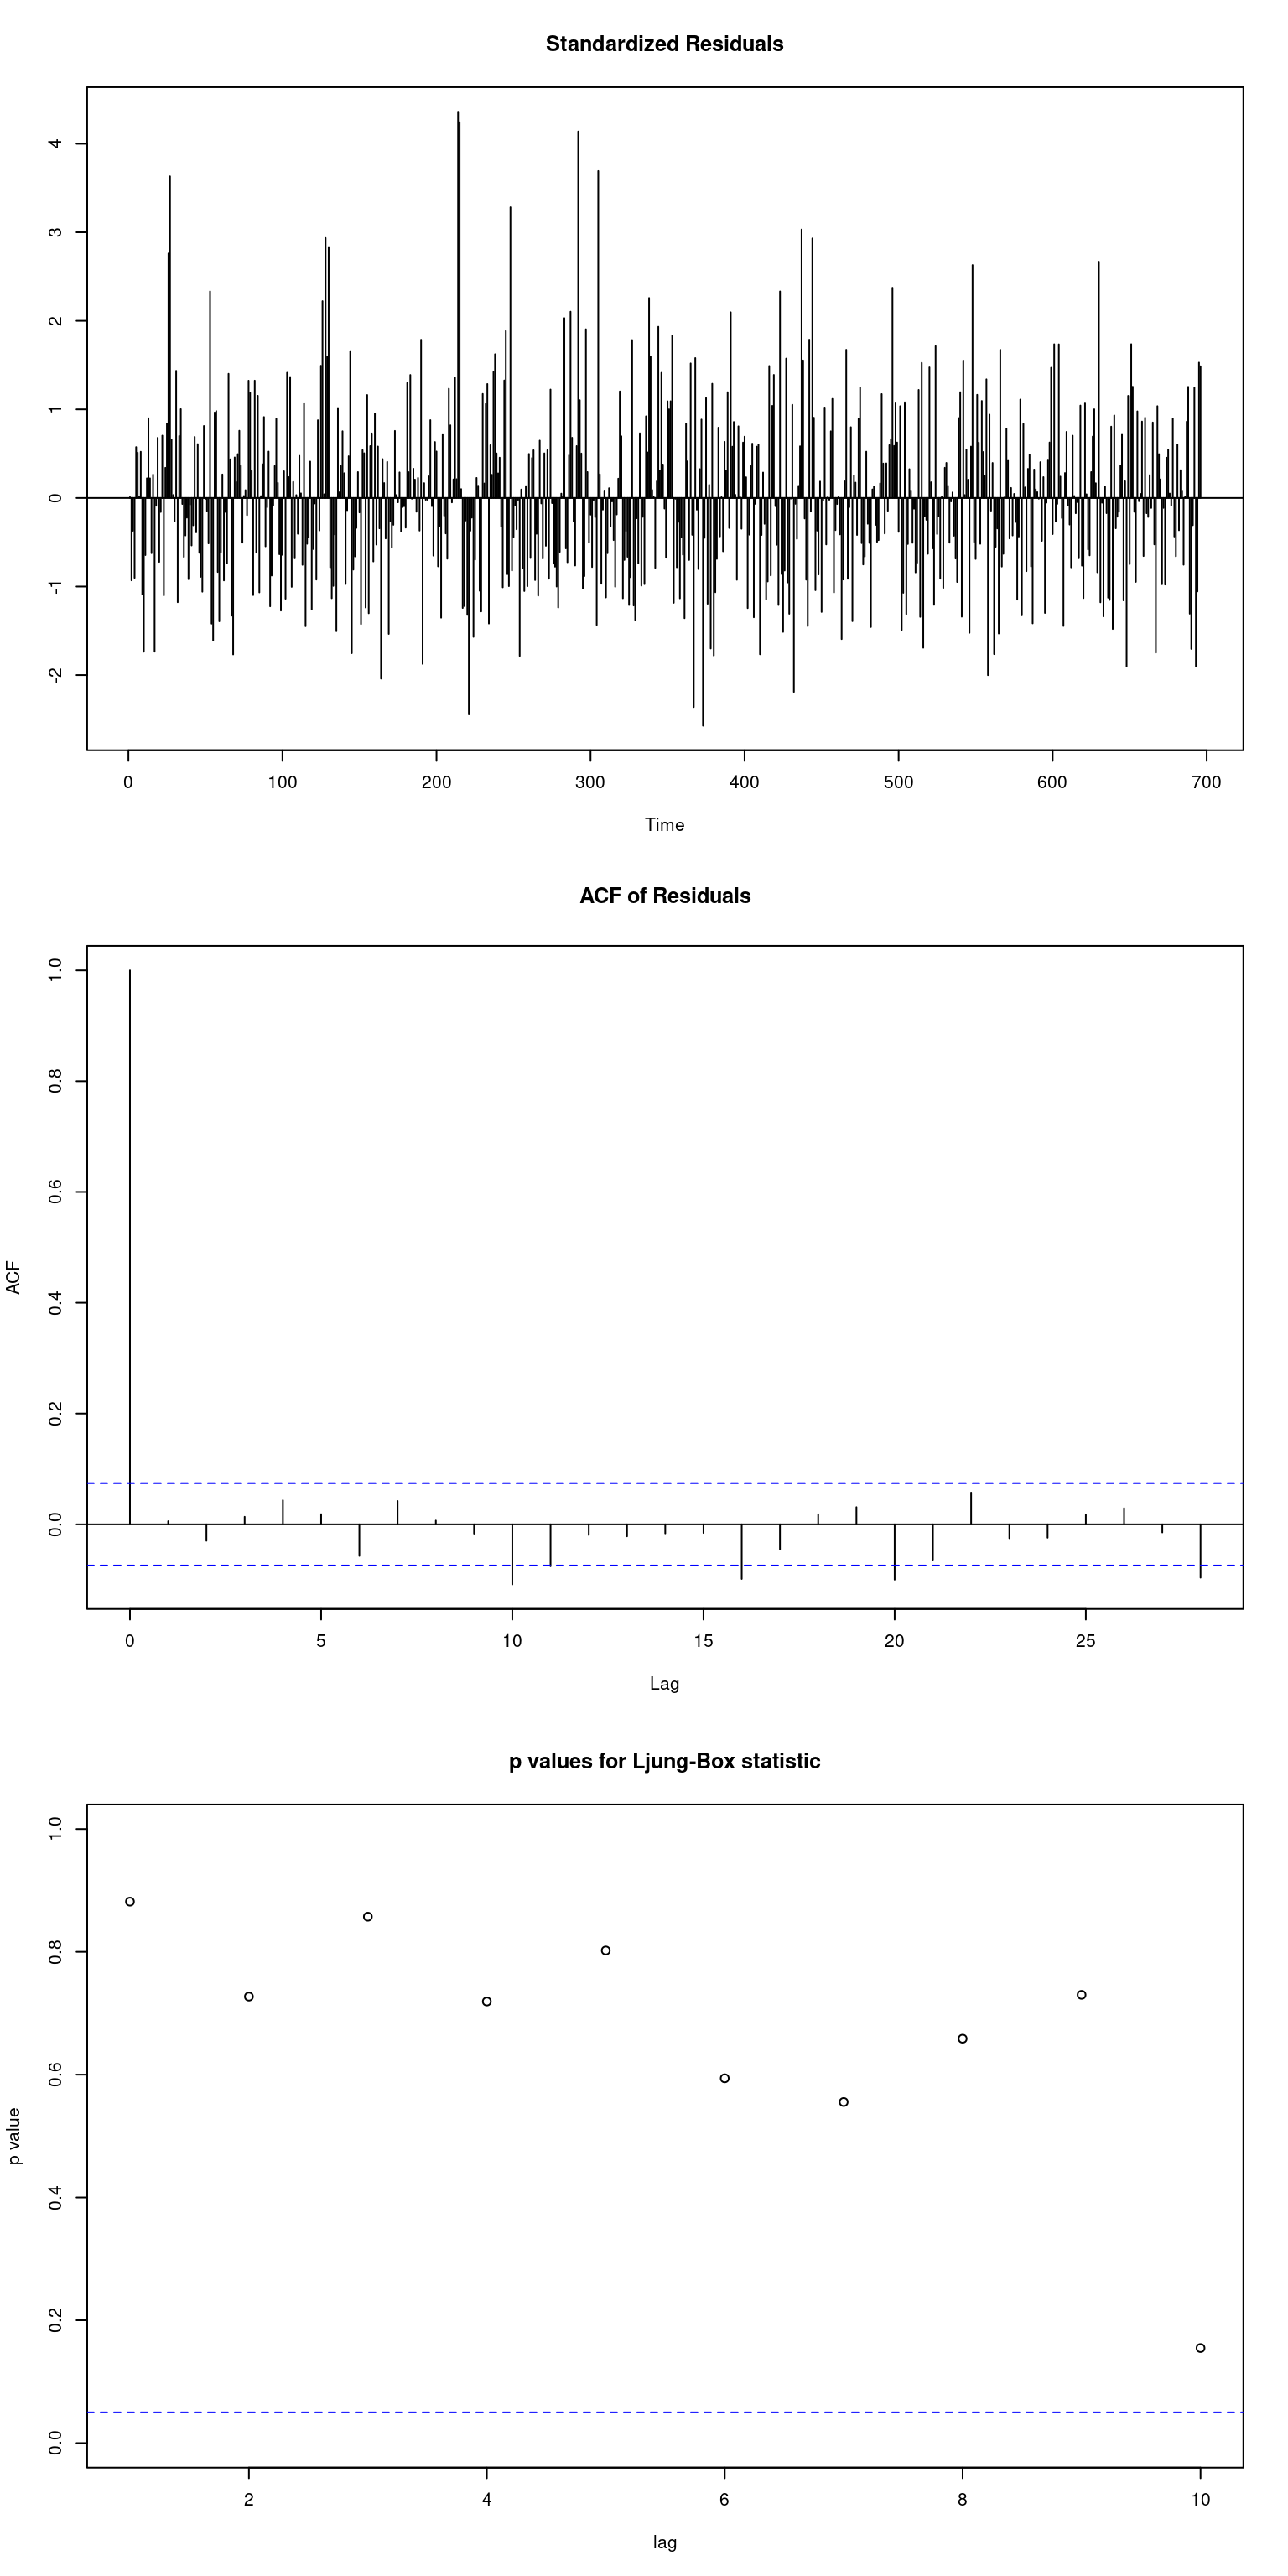 Standardized Residuals
4
3
2
1
0
-1
-2
0 100 200 300 400 500 600 700
Time
ACF of Residuals
1.0
0.8
0.6
0.4
0.2
0.0
ACF
0 5 10 15 20 25
Lag
p values for Ljung-Box statistic
1.0
0.8
0.6
0.4
0.2
0.0
p value
2 4 6 8 10
lag